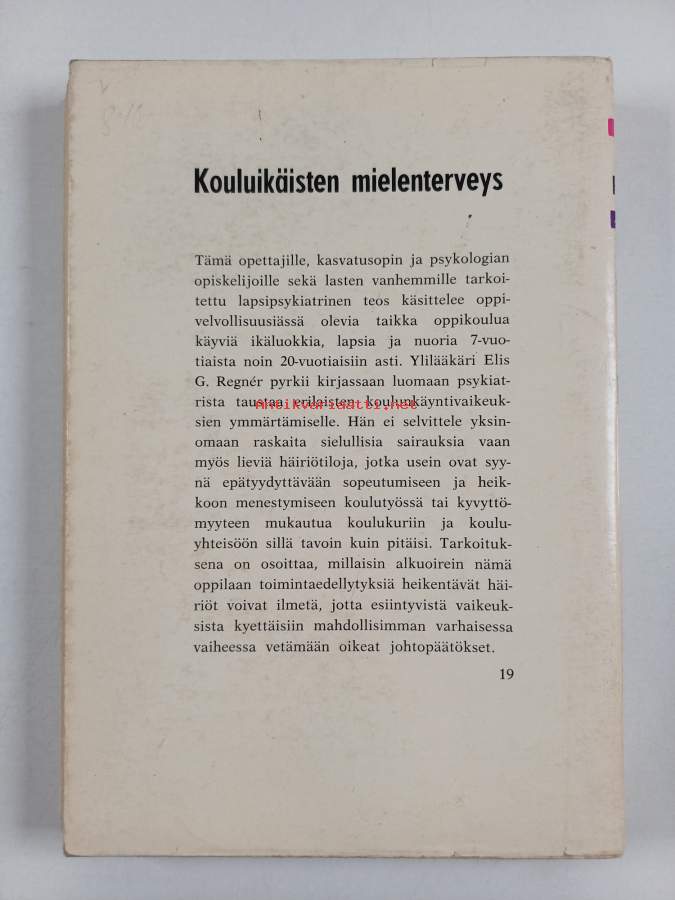 Kouluikäisten mielenterveys
Tämä opettajille, kasvatusopin ja psykologian
opiskelijoille sekä lasten vanhemmille tarkoi-
tettu lapsipsykiatrinen teos käsittelee oppi-
velvollisuusiässä olevia taikka oppikoulua
käyviä ikäluokkia, lapsia ja nuoria 7-vuo-
tiaista noin 20-vuotiaisiin asti. Ylilääkäri Elis
G. Regnér pyrkii kirjassaan luomaan psykiat-
rista taustaa erilaisten koulunkäyntivaikeuk-
Antikvariaatti.net
sien ymmärtämiselle. Hän ei selvittele yksin-
omaan raskaita sielullisia sairauksia vaan
myös lieviä häiriötiloja, jotka usein ovat syy-
nä epätyydyttävään sopeutumiseen ja heik-
koon menestymiseen koulutyössä tai kyvyttö-
myyteen mukautua koulukuriin ja koulu-
yhteisöön sillä tavoin kuin pitäisi. Tarkoituk-
sena on osoittaa, millaisin alkuoirein nämä
oppilaan toimintaedellytyksiä heikentävät häi-
riöt voivat ilmetä, jotta esiintyvistä vaikeuk-
sista kyettäisiin mahdollisimman varhaisessa
vaiheessa vetämään oikeat johtopäätökset.
19